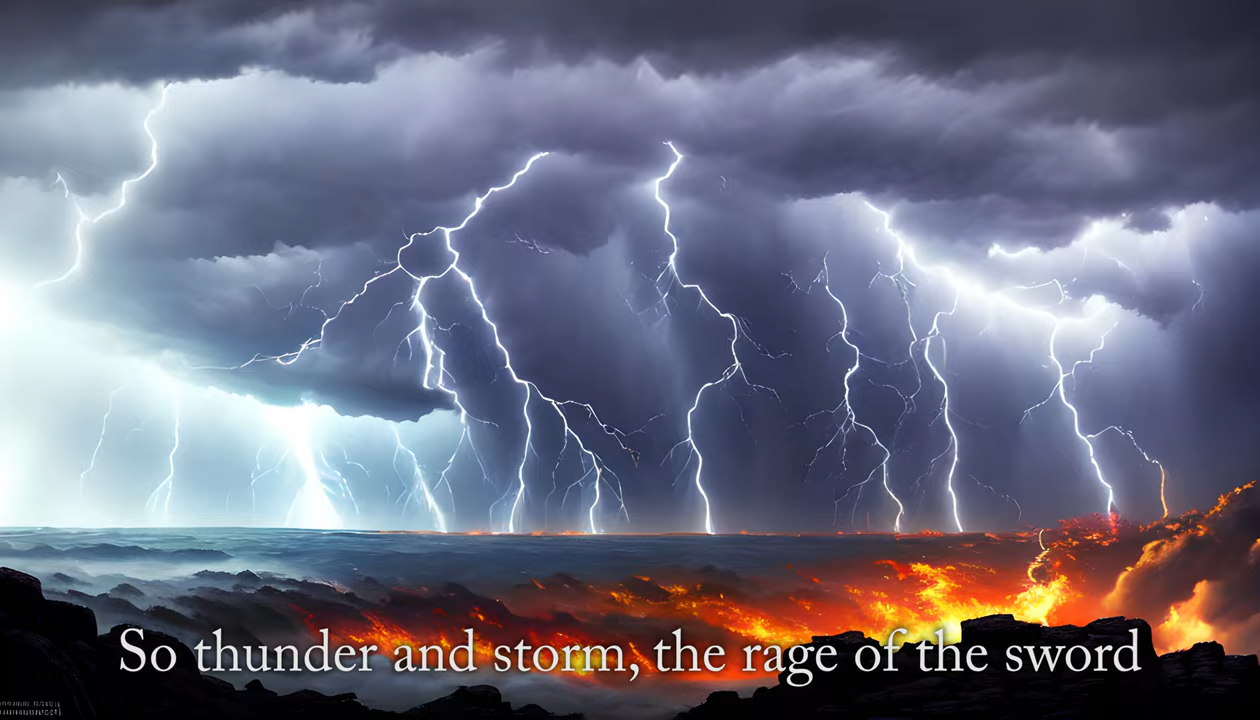 So thunder and storm, the rage of the sword